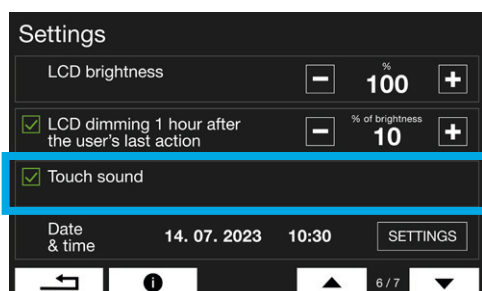 Settings
LCD brightness
%
− 100 +
LCD dimming 1 hour after
the user's last action
% of brightness
− 10 +
Touch sound
Date
& time
14. 07. 2023 10:30 SETTINGS
i 6/7